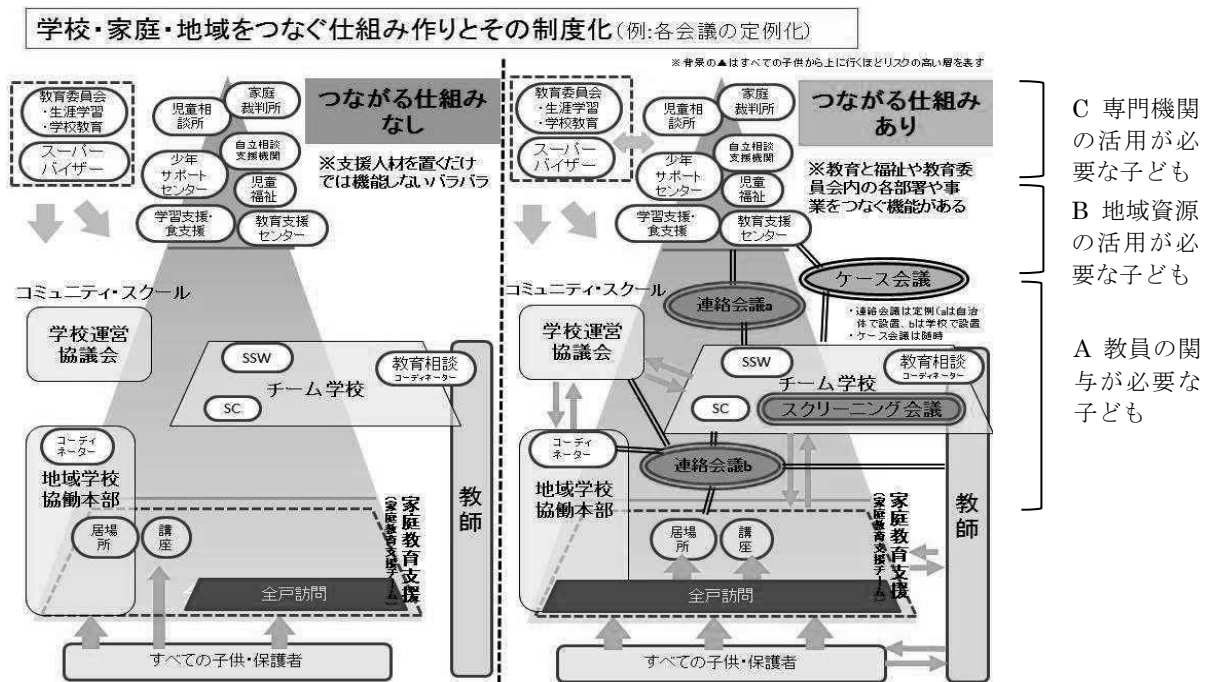 学校・家庭・地域をつなぐ仕組み作りとその制度化(例:各会議の定例化)
※背景の▲はすべての子供から上に行くほどリスクの高い層を表す
教育委員会
・生涯学習
・学校教育
スーパー
バイザー
児童相
談所
家庭
裁判所
自立相談
支援機関
少年
サポート
センター
児童
福祉
学習支援・
食支援
教育支援
センター
つながる仕組み
なし
※支援人材を置くだけ
では機能しないバラバラ
コミュニティ・スクール
学校運営
協議会
SSW
教育相談
コーディネーター
チーム学校
SC
コーディ
ネーター
地域学校
協働本部
居場
所
講
座
家庭教育支援
(家庭教育支援チーム)
教師
全戸訪問
すべての子供・保護者
教育委員会
・生涯学習
・学校教育
スーパー
バイザー
児童相
談所
家庭
裁判所
自立相談
支援機関
少年
サポート
センター
児童
福祉
学習支援・
食支援
教育支援
センター
つながる仕組み
あり
※教育と福祉や教育委
員会内の各部署や事
業をつなぐ機能がある
コミュニティ・スクール
連絡会議a
ケース会議
・連絡会議は定例(aは自治
体で設置、bは学校で設置
・ケース会議は随時
学校運営
協議会
SSW
教育相談
コーディネーター
チーム学校
SC
スクリーニング会議
コーディ
ネーター
連絡会議b
地域学校
協働本部
居場
所
講
座
家庭教育支援
(家庭教育支援チーム)
教師
全戸訪問
すべての子供・保護者
C 専門機関
の活用が必
要な子ども
B 地域資源
の活用が必
要な子ども
A 教員の関
与が必要な
子ども